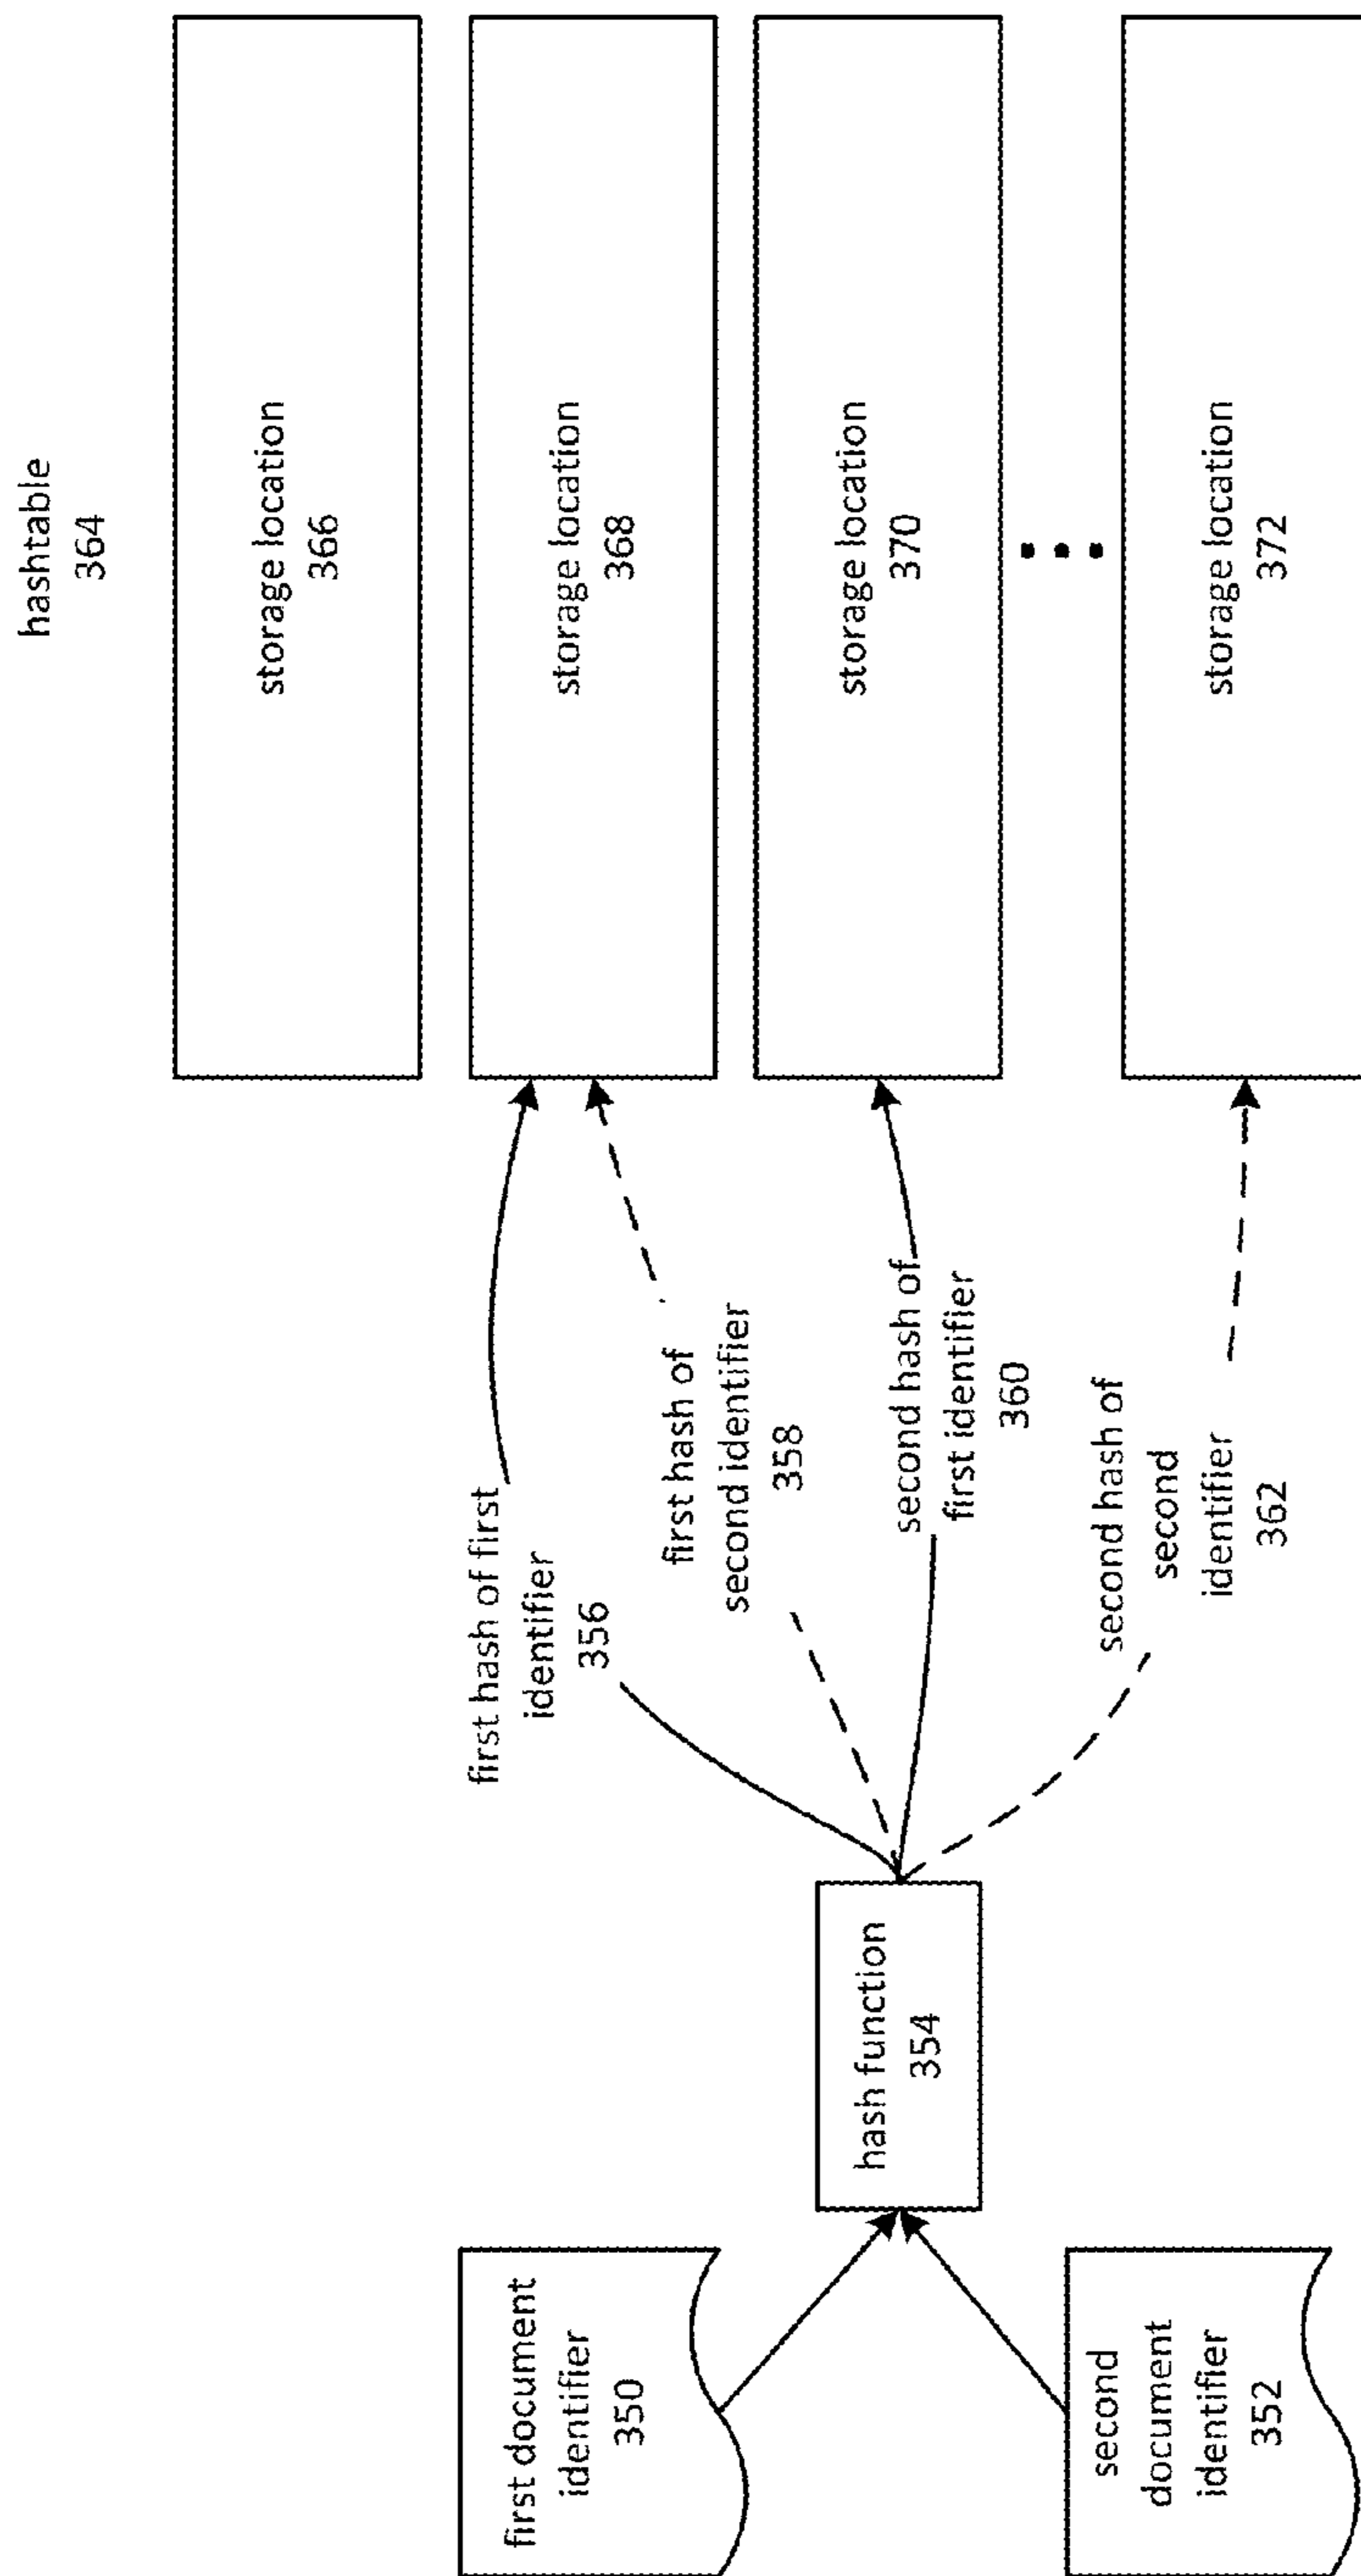 first document
identifier
350
second
document
identifier
352
hash function
354
first hash of first
identifier
356
first hash of
second identifier
358
second hash of
first identifier
360
second hash of
second
identifier
362
hashtable
364
storage location
366
storage location
368
storage location
370
storage location
372